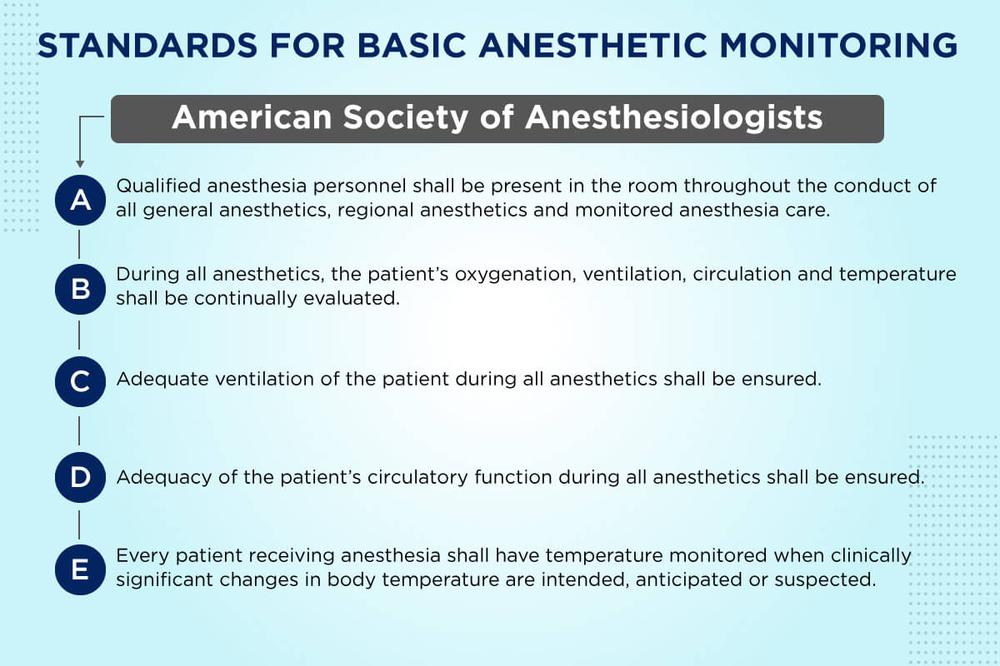 STANDARDS FOR BASIC ANESTHETIC MONITORING
American Society of Anesthesiologists
A
Qualified anesthesia personnel shall be present in the room throughout the conduct of
all general anesthetics, regional anesthetics and monitored anesthesia care.
B
During all anesthetics, the patient’s oxygenation, ventilation, circulation and temperature
shall be continually evaluated.
C
Adequate ventilation of the patient during all anesthetics shall be ensured.
D
Adequacy of the patient’s circulatory function during all anesthetics shall be ensured.
E
Every patient receiving anesthesia shall have temperature monitored when clinically
significant changes in body temperature are intended, anticipated or suspected.